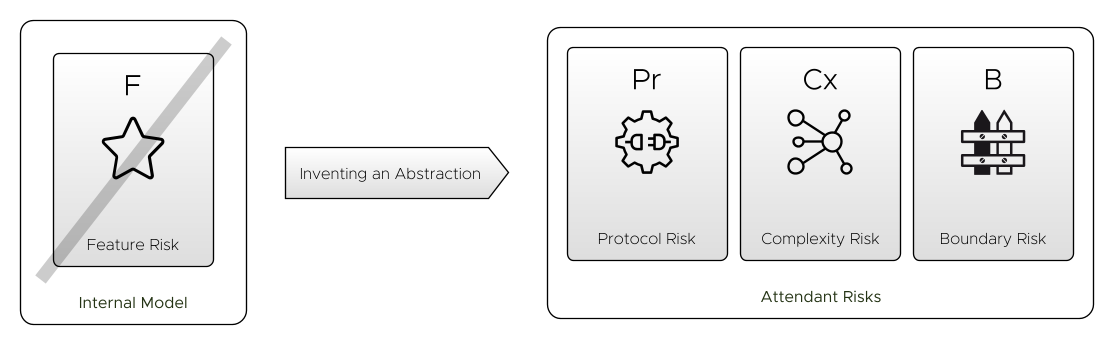 F
Feature Risk
Internal Model
Inventing an Abstraction
Pr
Protocol Risk
Cx
Complexity Risk
B
Boundary Risk
Attendant Risks